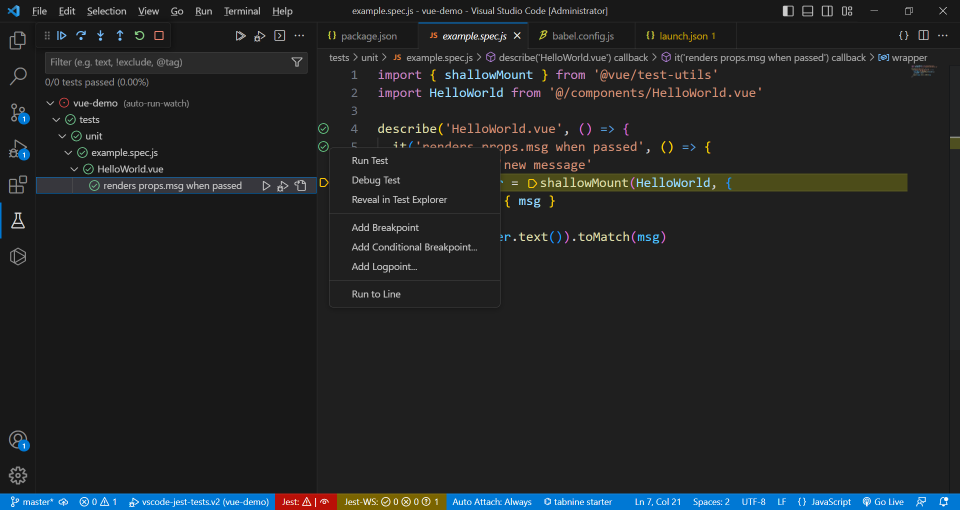 File Edit Selection View Go Run Terminal Help example.spec.js - vue-demo - Visual Studio Code [Administrator]
package.json JS example.spec.js babel.config.js launch.json 1
Filter (e.g. text, !exclude, @tag)
0/0 tests passed (0.00%)
vue-demo (auto-run-watch)
tests
unit
example.spec.js
HelloWorld.vue
renders props.msg when passed
tests > unit > JS example.spec.js > describe('HelloWorld.vue') callback > it('renders props.msg when passed') callback > wrapper
1 import { shallowMount } from '@vue/test-utils'
2 import HelloWorld from '@/components/HelloWorld.vue'
3
4 describe('HelloWorld.vue', () => {
5 it('renders props.msg when passed', () => {
'new message'
r = shallowMount(HelloWorld, {
{ msg }
er.text()).toMatch(msg)
Run Test
Debug Test
Reveal in Test Explorer
Add Breakpoint
Add Conditional Breakpoint...
Add Logpoint...
Run to Line
1
1
1
master* 0 1 vscode-jest-tests.v2 (vue-demo) Jest: | Jest-WS: 0 0 1 Auto Attach: Always tabnine starter Ln 7, Col 21 Spaces: 2 UTF-8 LF {} JavaScript Go Live